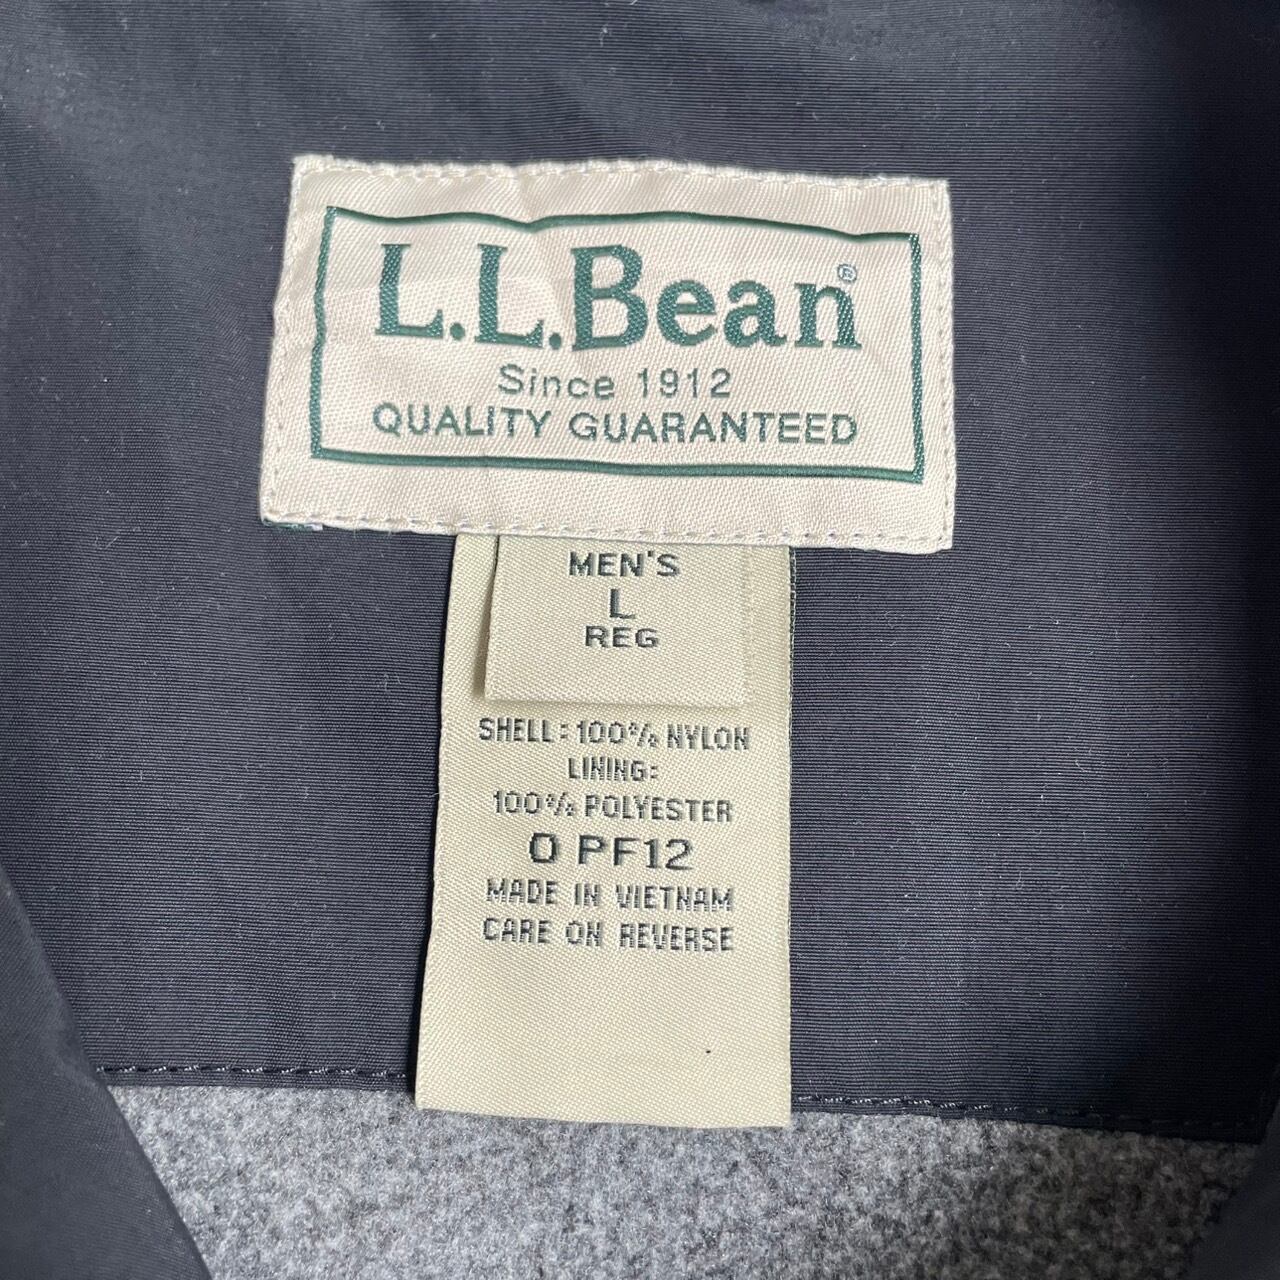 L.L.Bean®
Since 1912
QUALITY GUARANTEED
MEN'S
L
REG
SHELL: 100% NYLON
LINING:
100% POLYESTER
0 PF12
MADE IN VIETNAM
CARE ON REVERSE